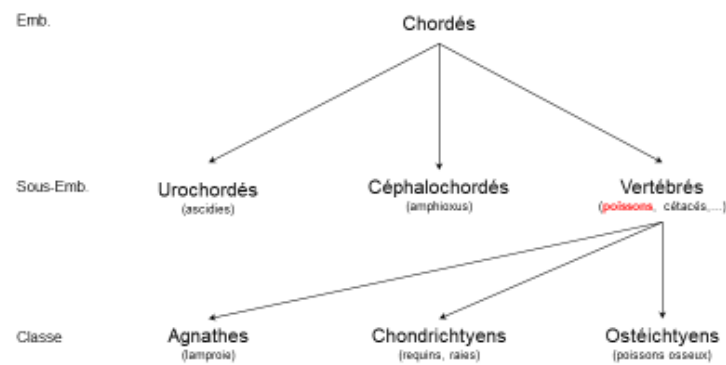 Emb.
Chordés
Sous-Emb.
Urochordés
(ascidies)
Céphalochordés
(amphioxus)
Vertébrés
(poissons, cétacés,...)
Classe
Agnathes
(lamproie)
Chondrichtyens
(requins, raies)
Ostéichtyens
(poissons osseux)